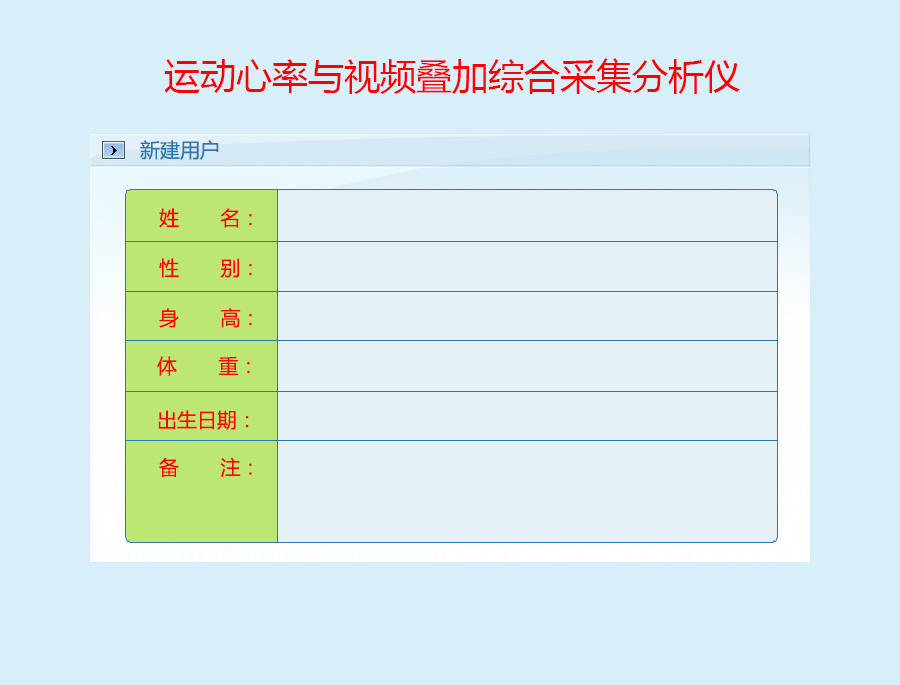 运动心率与视频叠加综合采集分析仪
新建用户
姓 名：
性 别：
身 高：
体 重：
出生日期：
备 注：